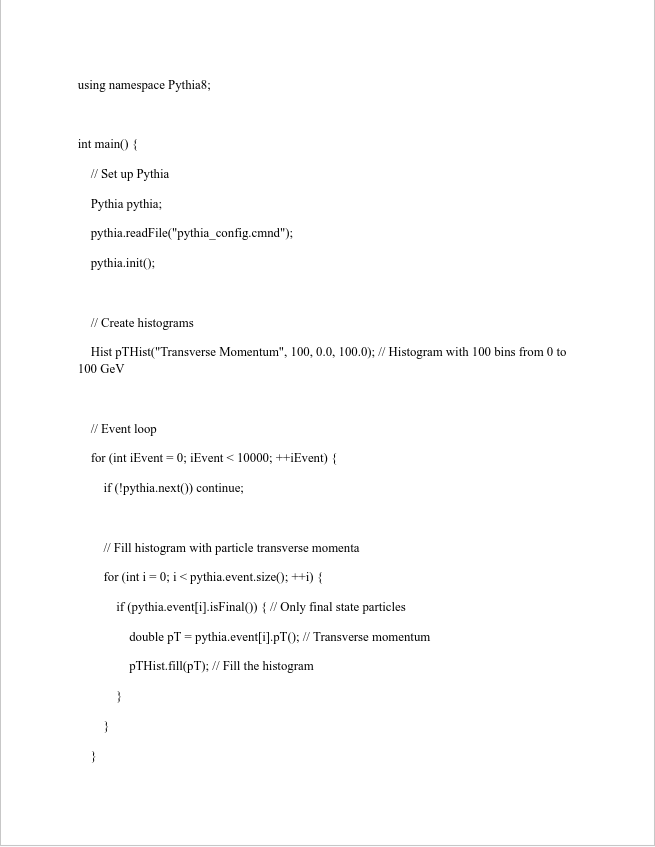 using namespace Pythia8;
int main() {
// Set up Pythia
Pythia pythia;
pythia.readFile("pythia_config.cmnd");
pythia.init();
// Create histograms
Hist pTHist("Transverse Momentum", 100, 0.0, 100.0); // Histogram with 100 bins from 0 to
100 GeV
// Event loop
for (int iEvent = 0; iEvent < 10000; ++iEvent) {
if (!pythia.next()) continue;
// Fill histogram with particle transverse momenta
for (int i = 0; i < pythia.event.size(); ++i) {
if (pythia.event[i].isFinal()) { // Only final state particles
double pT = pythia.event[i].pT(); // Transverse momentum
pTHist.fill(pT); // Fill the histogram
}
}
}